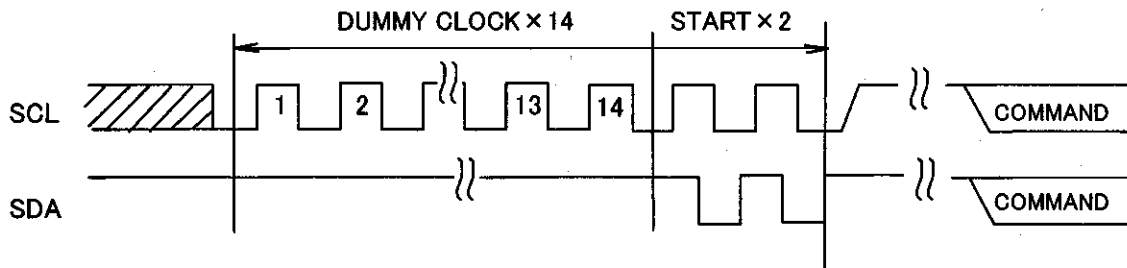 DUMMY CLOCK×14 START×2
SCL 1 2 13 14 COMMAND
SDA COMMAND